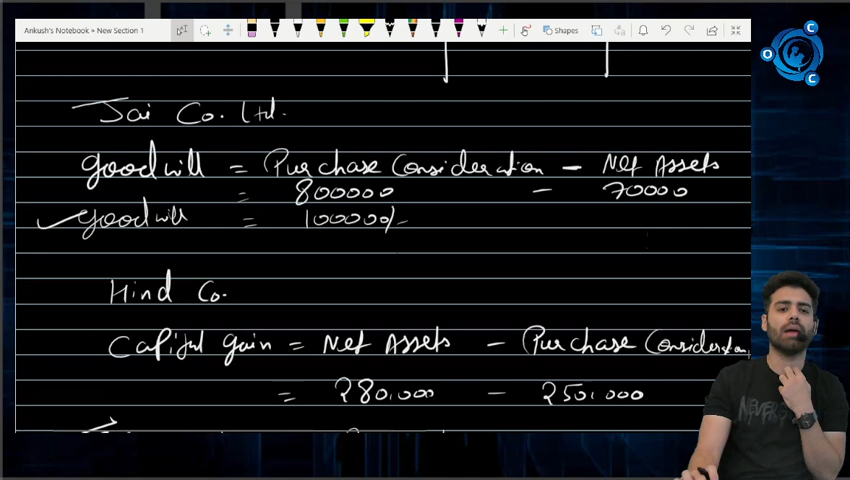 Ankush's Notebook » New Section 1
Shapes
O C C
Jai Co. Ltd.
Goodwill = Purchase Consideration - Net Assets
= 800000 - 70000
Goodwill = 100000/-
Hind Co.
Capital gain = Net Assets - Purchase Consideration
= 280,000 - 250,000